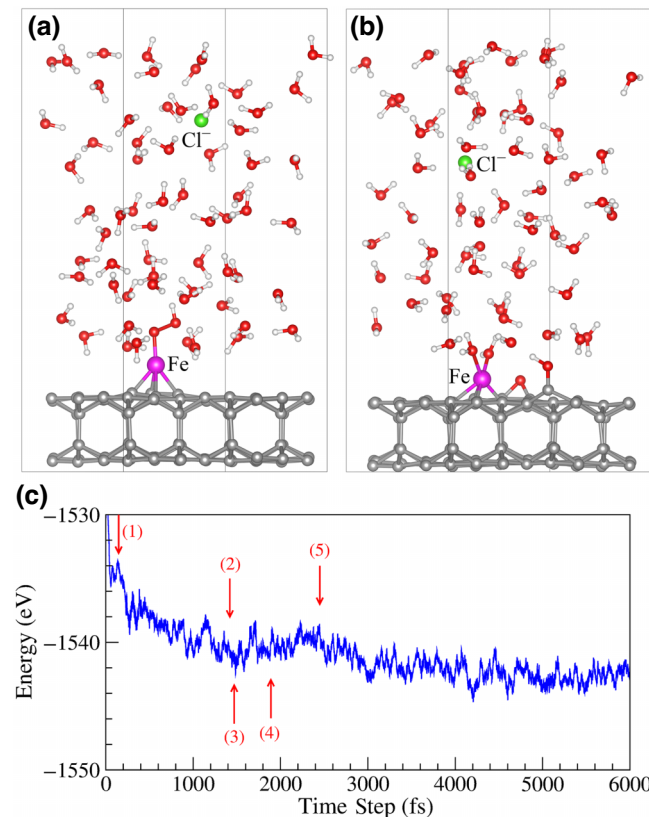 (a)
Cl−
Fe
(b)
Cl−
Fe
(c)
−1530
−1540
−1550
Energy (eV)
(1)
(2)
(3)
(4)
(5)
0 1000 2000 3000 4000 5000 6000
Time Step (fs)